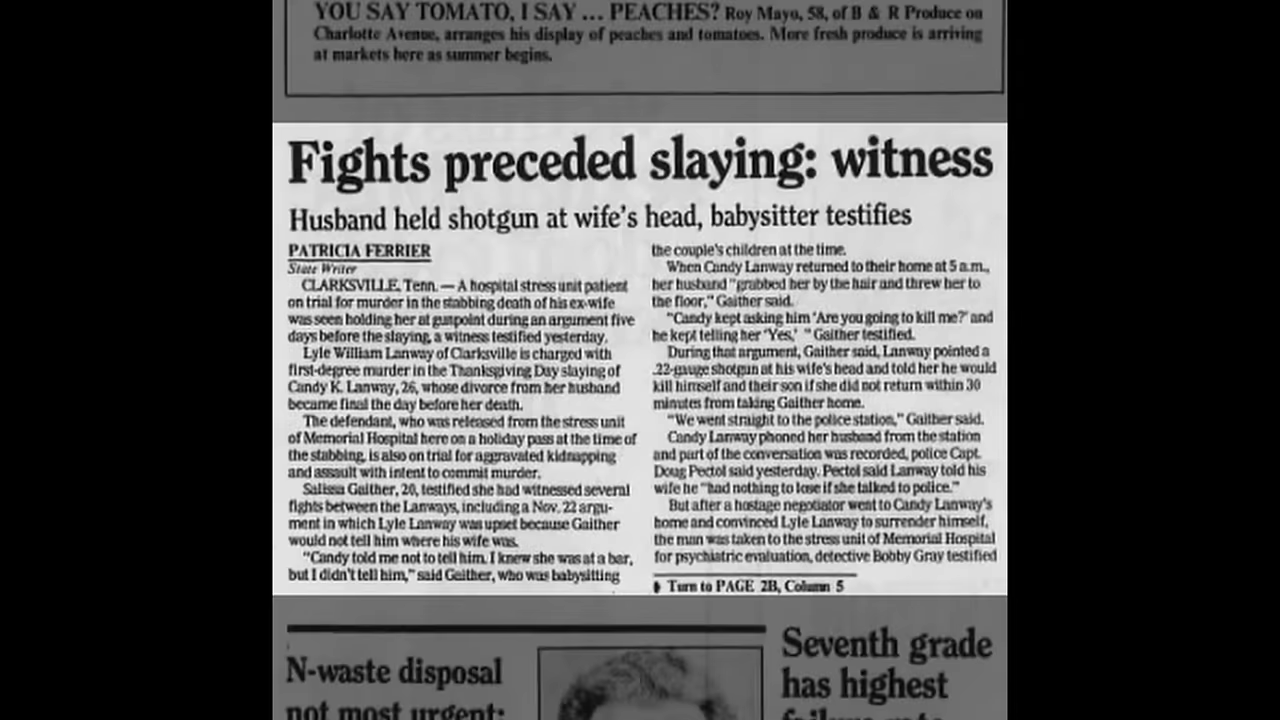 YOU SAY TOMATO, I SAY ... PEACHES? Roy Mayo, 58, of B & R Produce on
Charlotte Avenue, arranges his display of peaches and tomatoes. More fresh produce is arriving
at markets here as summer begins.
Fights preceded slaying: witness
Husband held shotgun at wife's head, babysitter testifies
PATRICIA FERRIER
State Writer
CLARKSVILLE, Tenn. — A hospital stress unit patient
on trial for murder in the stabbing death of his ex-wife
was seen holding her at gunpoint during an argument five
days before the slaying, a witness testified yesterday.
Lyle William Lanway of Clarksville is charged with
first-degree murder in the Thanksgiving Day slaying of
Candy K. Lanway, 26, whose divorce from her husband
became final the day before her death.
The defendant, who was released from the stress unit
of Memorial Hospital here on a holiday pass at the time of
the stabbing, is also on trial for aggravated kidnapping
and assault with intent to commit murder.
Salissa Gaither, 20, testified she had witnessed several
fights between the Lanways, including a Nov. 22 argu-
ment in which Lyle Lanway was upset because Gaither
would not tell him where his wife was.
"Candy told me not to tell him. I knew she was at a bar,
but I didn't tell him," said Gaither, who was babysitting
the couple's children at the time.
When Candy Lanway returned to their home at 5 a.m.,
her husband "grabbed her by the hair and threw her to
the floor," Gaither said.
"Candy kept asking him 'Are you going to kill me?' and
he kept telling her 'Yes,' " Gaither testified.
During that argument, Gaither said, Lanway pointed a
.22-gauge shotgun at his wife's head and told her he would
kill himself and their son if she did not return within 30
minutes from taking Gaither home.
"We went straight to the police station," Gaither said.
Candy Lanway phoned her husband from the station
and part of the conversation was recorded, police Capt.
Doug Pectol said yesterday. Pectol said Lanway told his
wife he "had nothing to lose if she talked to police."
But after a hostage negotiator went to Candy Lanway's
home and convinced Lyle Lanway to surrender himself,
the man was taken to the stress unit of Memorial Hospital
for psychiatric evaluation, detective Bobby Gray testified
Turn to PAGE 2B, Column 5
N-waste disposal
not most urgent:
Seventh grade
has highest
failure rate